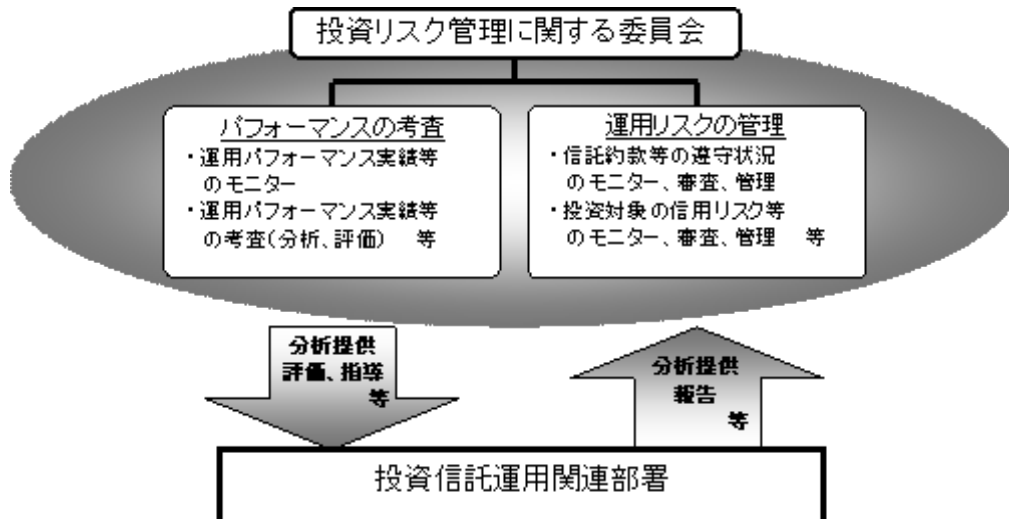 投資リスク管理に関する委員会
パフォーマンスの考査
・運用パフォーマンス実績等
のモニター
・運用パフォーマンス実績等
の考査(分析、評価) 等
運用リスクの管理
・信託約款等の遵守状況
のモニター、審査、管理
・投資対象の信用リスク等
のモニター、審査、管理 等
分析提供
評価、指導
等
分析提供
報告
等
投資信託運用関連部署